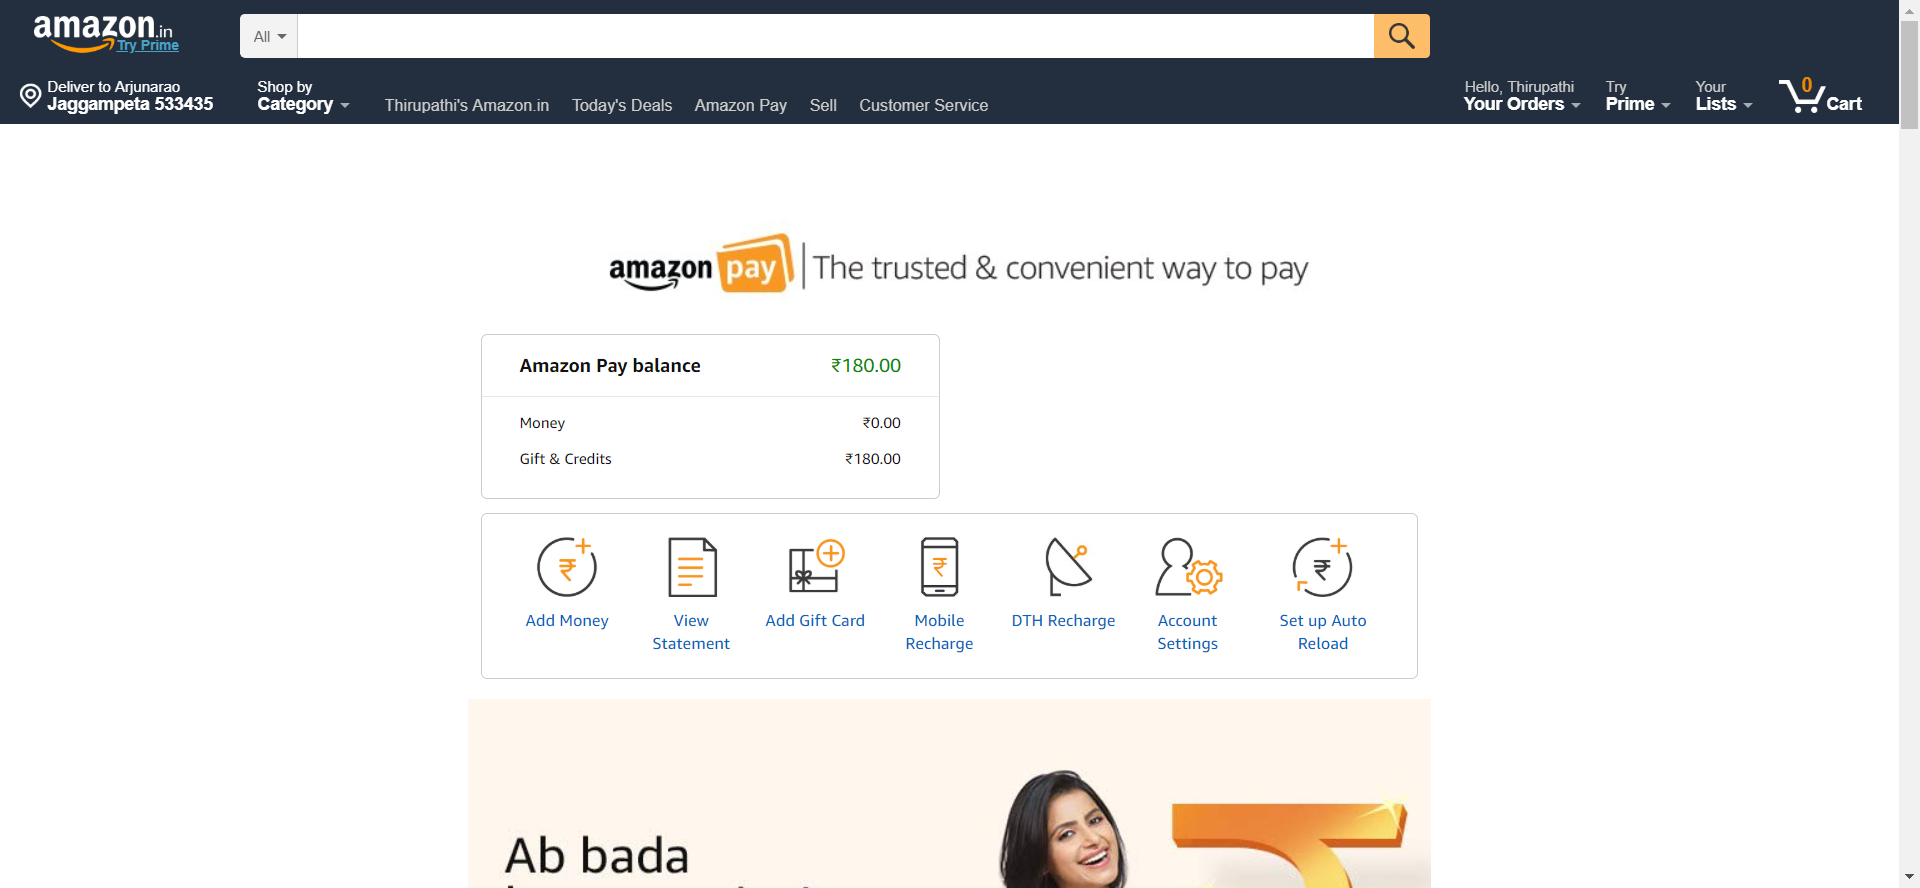 amazon.in
Try Prime
All
Deliver to Arjunarao
Jaggampeta 533435
Shop by
Category
Thirupathi's Amazon.in
Today's Deals
Amazon Pay
Sell
Customer Service
Hello, Thirupathi
Your Orders
Try
Prime
Your
Lists
0
Cart
amazon pay | The trusted & convenient way to pay
Amazon Pay balance ₹180.00
Money ₹0.00
Gift & Credits ₹180.00
Add Money
View
Statement
Add Gift Card
Mobile
Recharge
DTH Recharge
Account
Settings
Set up Auto
Reload
Ab bada